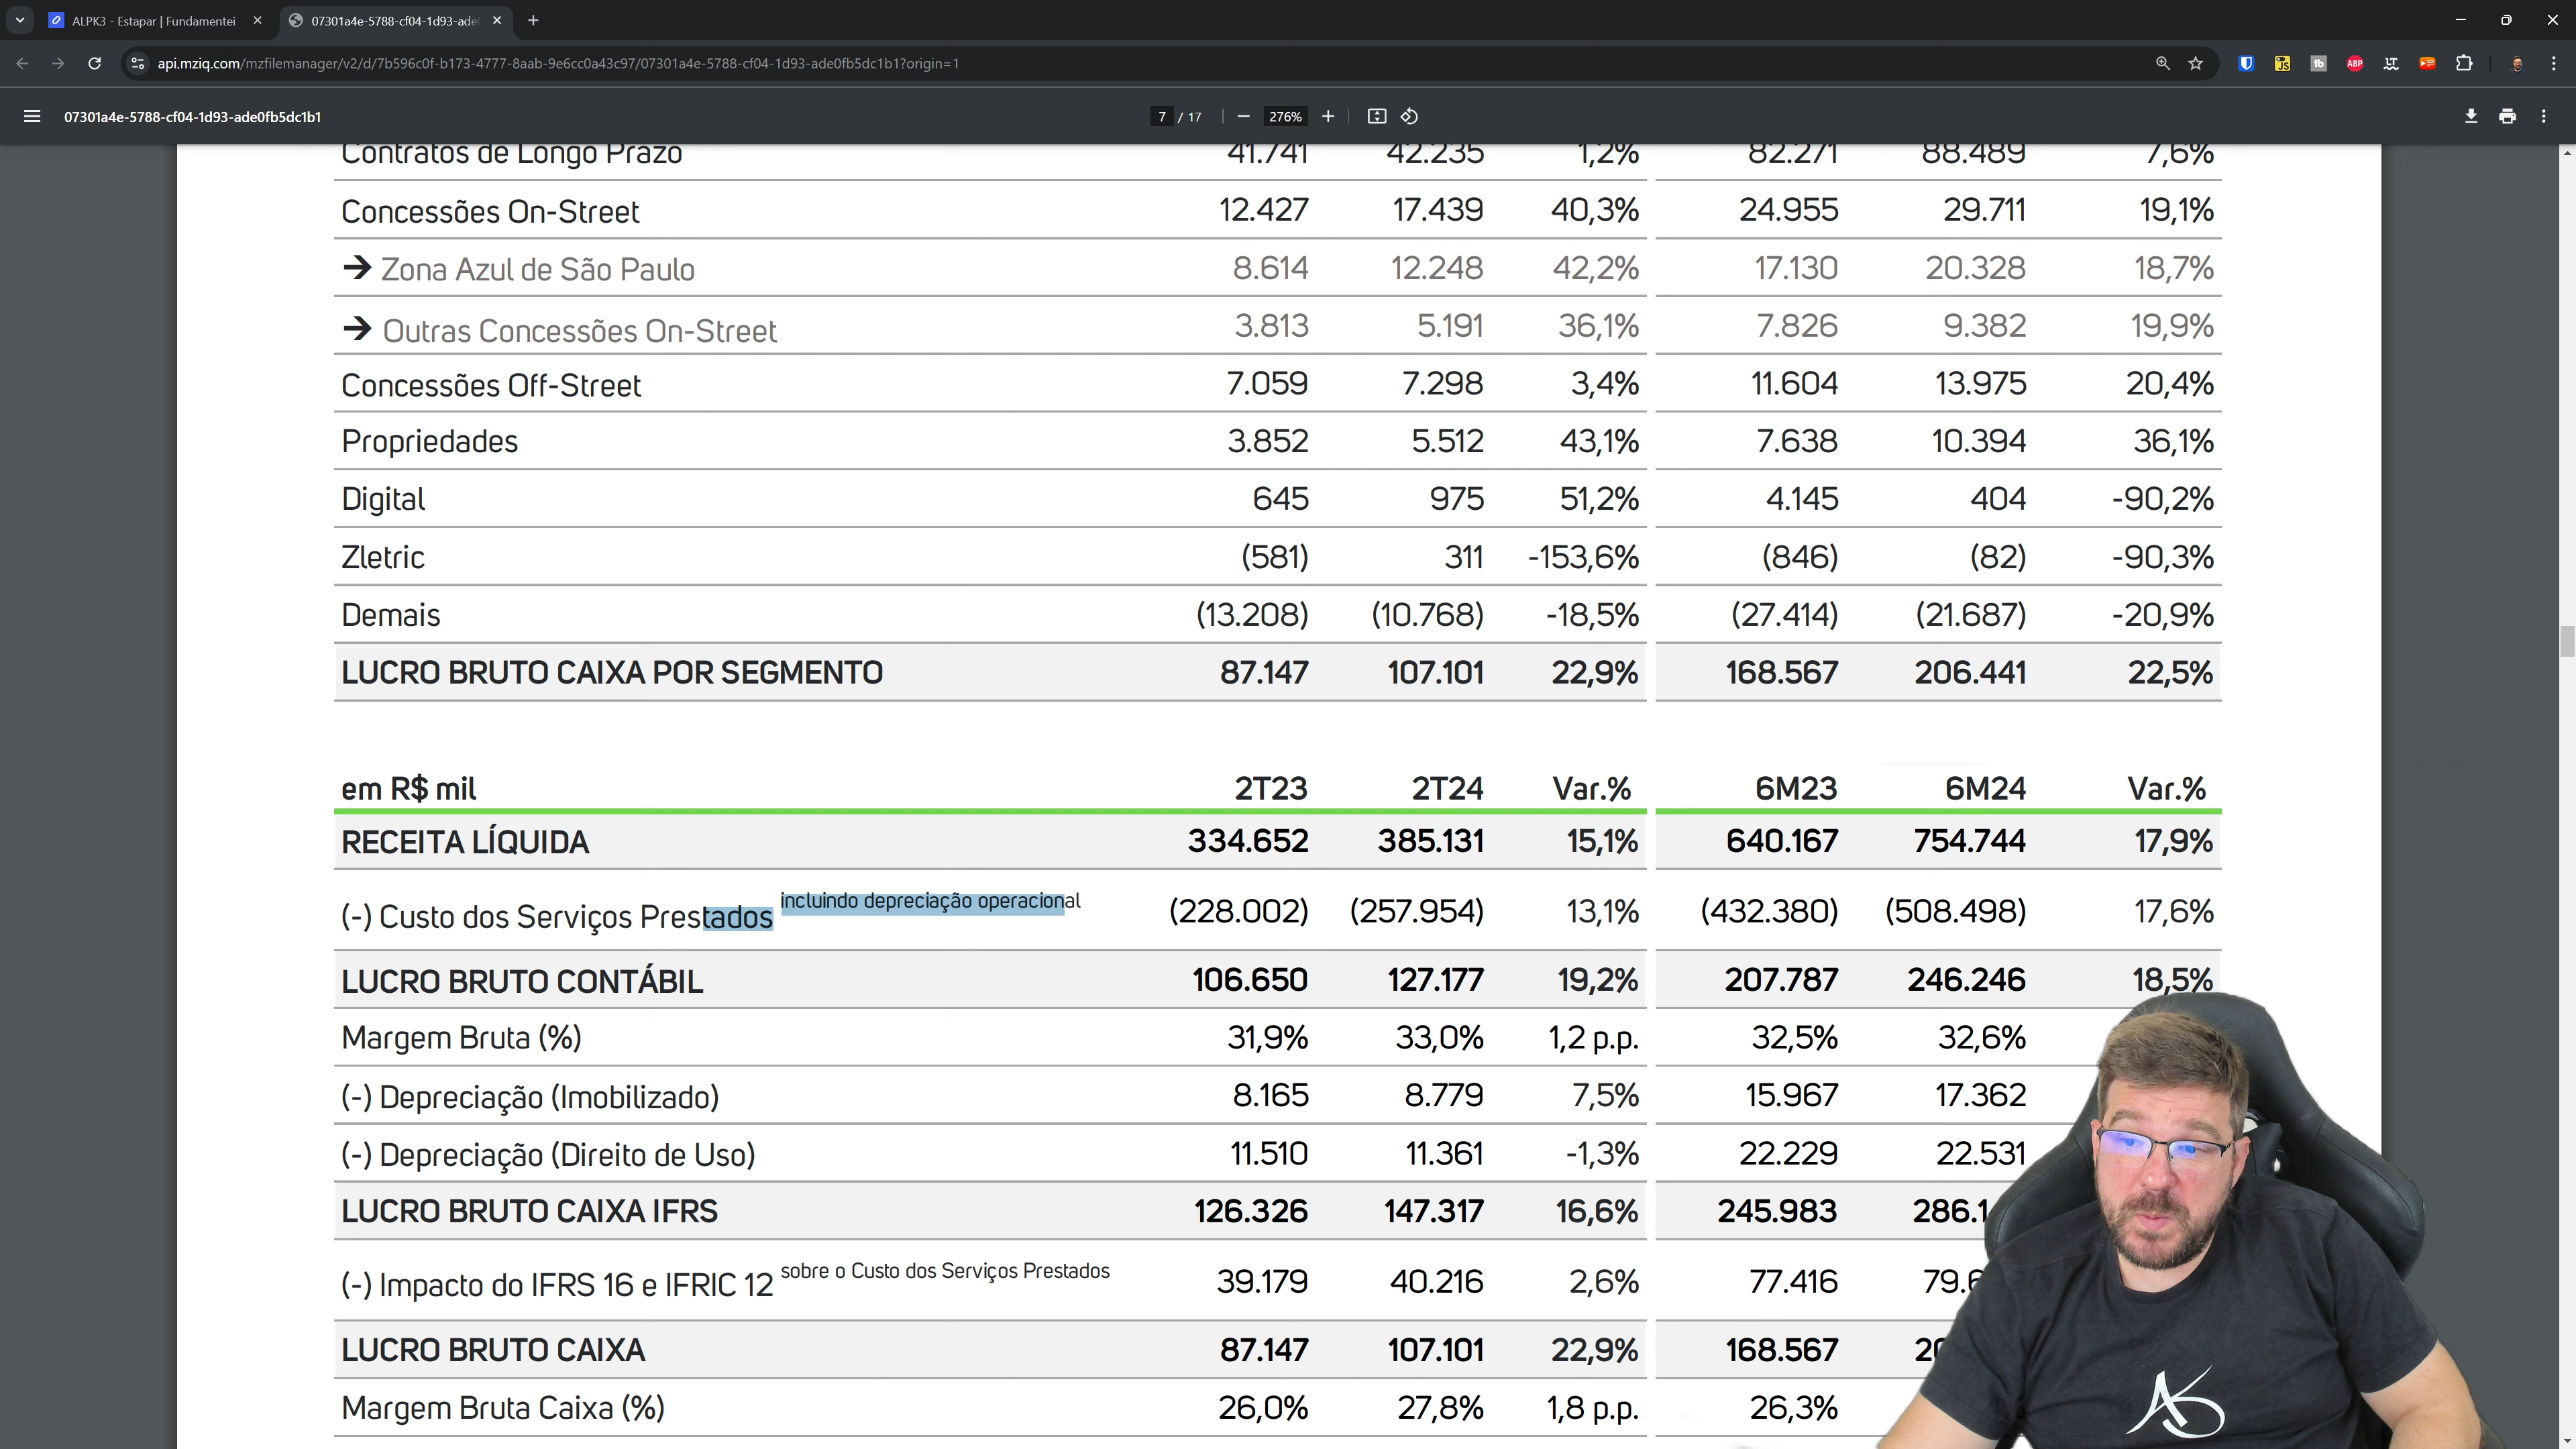 ALPK3 - Estapar | Fundamentei
07301a4e-5788-cf04-1d93-ade
api.mziq.com/mzfilemanager/v2/d/7b596c0f-b173-4777-8aab-9e6cc0a43c97/07301a4e-5788-cf04-1d93-ade0fb5dc1b1?origin=1
07301a4e-5788-cf04-1d93-ade0fb5dc1b1 7 / 17 276%
Contratos de Longo Prazo 41.741 42.235 1,2% 82.271 88.489 7,6%
Concessões On-Street 12.427 17.439 40,3% 24.955 29.711 19,1%
→ Zona Azul de São Paulo 8.614 12.248 42,2% 17.130 20.328 18,7%
→ Outras Concessões On-Street 3.813 5.191 36,1% 7.826 9.382 19,9%
Concessões Off-Street 7.059 7.298 3,4% 11.604 13.975 20,4%
Propriedades 3.852 5.512 43,1% 7.638 10.394 36,1%
Digital 645 975 51,2% 4.145 404 -90,2%
Zletric (581) 311 -153,6% (846) (82) -90,3%
Demais (13.208) (10.768) -18,5% (27.414) (21.687) -20,9%
LUCRO BRUTO CAIXA POR SEGMENTO 87.147 107.101 22,9% 168.567 206.441 22,5%
em R$ mil 2T23 2T24 Var.% 6M23 6M24 Var.%
RECEITA LÍQUIDA 334.652 385.131 15,1% 640.167 754.744 17,9%
(-) Custo dos Serviços Prestados incluindo depreciação operacional (228.002) (257.954) 13,1% (432.380) (508.498) 17,6%
LUCRO BRUTO CONTÁBIL 106.650 127.177 19,2% 207.787 246.246 18,5%
Margem Bruta (%) 31,9% 33,0% 1,2 p.p. 32,5% 32,6%
(-) Depreciação (Imobilizado) 8.165 8.779 7,5% 15.967 17.362
(-) Depreciação (Direito de Uso) 11.510 11.361 -1,3% 22.229 22.531
LUCRO BRUTO CAIXA IFRS 126.326 147.317 16,6% 245.983 286.1
(-) Impacto do IFRS 16 e IFRIC 12 sobre o Custo dos Serviços Prestados 39.179 40.216 2,6% 77.416 79.6
LUCRO BRUTO CAIXA 87.147 107.101 22,9% 168.567 20
Margem Bruta Caixa (%) 26,0% 27,8% 1,8 p.p. 26,3%